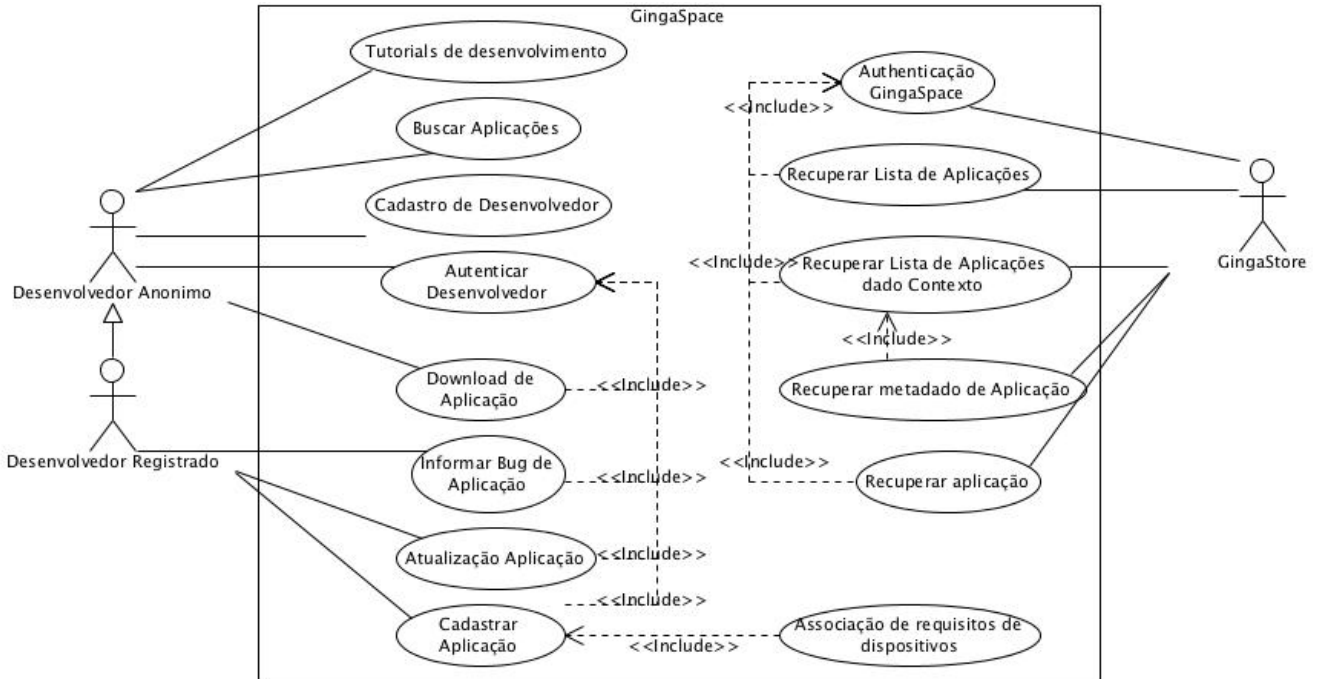 GingaSpace
Tutorials de desenvolvimento
Buscar Aplicações
Cadastro de Desenvolvedor
Autenticar
Desenvolvedor
Download de
Aplicação
<<Include>>
Informar Bug de
Aplicação
<<Include>>
Atualização Aplicação
<<Include>>
<<Include>>
Cadastrar
Aplicação
<<Include>>
Associação de requisitos de
dispositivos
Desenvolvedor Anonimo
Desenvolvedor Registrado
Authenticação
GingaSpace
<<Include>>
Recuperar Lista de Aplicações
<<Include>>
Recuperar Lista de Aplicações
dado Contexto
<<Include>>
Recuperar metadado de Aplicação
<<Include>>
Recuperar aplicação
GingaStore